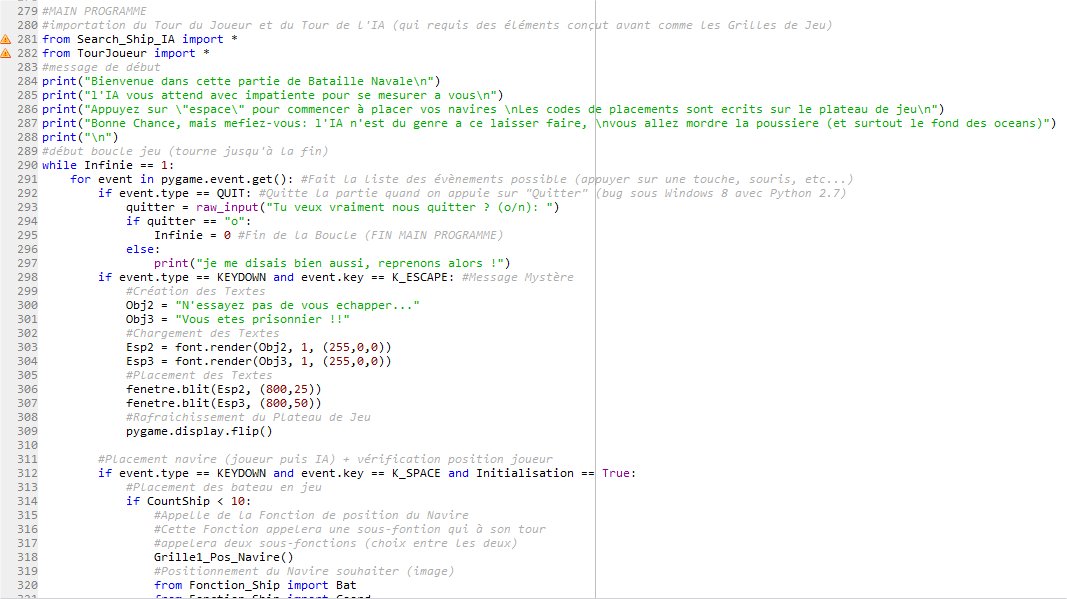 279 #MAIN PROGRAMME
280 #importation du Tour du Joueur et du Tour de l'IA (qui requis des éléments conçut avant comme les Grilles de Jeu)
281 from Search_Ship_IA import *
282 from TourJoueur import *
283 #message de début
284 print("Bienvenue dans cette partie de Bataille Navale\n")
285 print("l'IA vous attend avec impatiente pour se mesurer a vous\n")
286 print("Appuyez sur \"espace\" pour commencer à placer vos navires \nLes codes de placements sont ecrits sur le plateau de jeu\n")
287 print("Bonne Chance, mais mefiez-vous: l'IA n'est du genre a ce laisser faire, \nvous allez mordre la poussiere (et surtout le fond des oceans)")
288 print("\n")
289 #début boucle jeu (tourne jusqu'à la fin)
290 while Infinie == 1:
291 for event in pygame.event.get(): #Fait la liste des évènements possible (appuyer sur une touche, souris, etc...)
292 if event.type == QUIT: #Quitte la partie quand on appuie sur "Quitter" (bug sous Windows 8 avec Python 2.7)
293 quitter = raw_input("Tu veux vraiment nous quitter ? (o/n): ")
294 if quitter == "o":
295 Infinie = 0 #Fin de la Boucle (FIN MAIN PROGRAMME)
296 else:
297 print("je me disais bien aussi, reprenons alors !")
298 if event.type == KEYDOWN and event.key == K_ESCAPE: #Message Mystère
299 #Création des Textes
300 Obj2 = "N'essayez pas de vous echapper..."
301 Obj3 = "Vous etes prisonnier !!"
302 #Chargement des Textes
303 Esp2 = font.render(Obj2, 1, (255,0,0))
304 Esp3 = font.render(Obj3, 1, (255,0,0))
305 #Placement des Textes
306 fenetre.blit(Esp2, (800,25))
307 fenetre.blit(Esp3, (800,50))
308 #Rafraichissement du Plateau de Jeu
309 pygame.display.flip()
310
311 #Placement navire (joueur puis IA) + vérification position joueur
312 if event.type == KEYDOWN and event.key == K_SPACE and Initialisation == True:
313 #Placement des bateau en jeu
314 if CountShip < 10:
315 #Appelle de la Fonction de position du Navire
316 #Cette Fonction appelera une sous-fontion qui à son tour
317 #appelera deux sous-fonctions (choix entre les deux)
318 Grille1_Pos_Navire()
319 #Positionnement du Navire souhaiter (image)
320 from Fonction_Ship import Bat